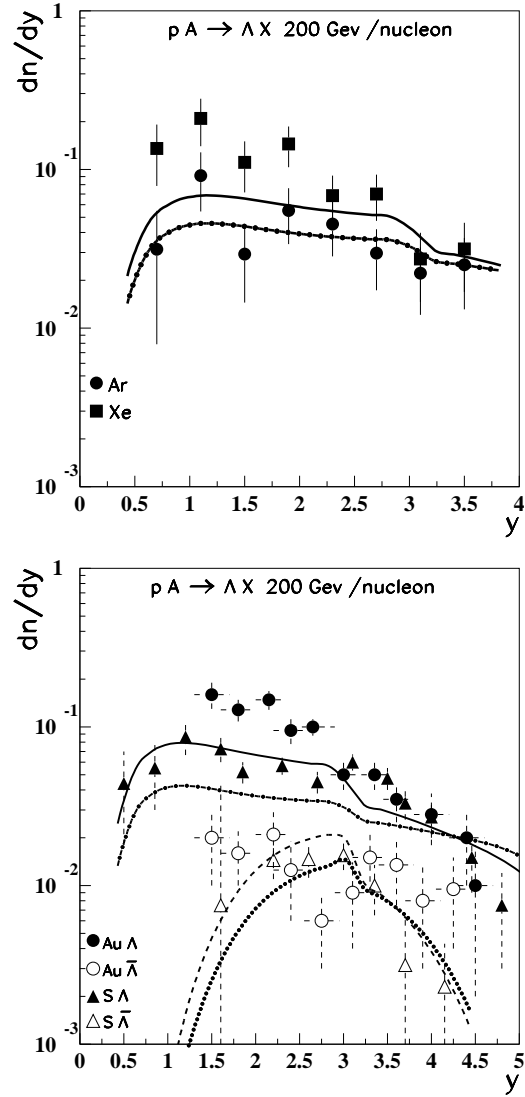 dn/dy
p A → Λ X 200 Gev /nucleon
1
10 -1
10 -2
10 -3
Ar
Xe
0 0.5 1 1.5 2 2.5 3 3.5 4
y
dn/dy
p A → Λ X 200 Gev /nucleon
1
10 -1
10 -2
10 -3
Au Λ
Au Λ̅
S Λ
S Λ̅
0 0.5 1 1.5 2 2.5 3 3.5 4 4.5 5
y